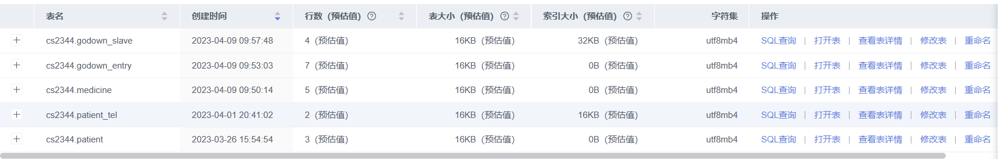 表名 创建时间 行数 (预估值) ? 表大小 (预估值) ? 索引大小 (预估值) ? 字符集 操作
cs2344.godown_slave 2023-04-09 09:57:48 4 (预估值) 16KB (预估值) 32KB (预估值) utf8mb4 SQL查询 | 打开表 | 查看表详情 | 修改表 | 重命名
cs2344.godown_entry 2023-04-09 09:53:03 7 (预估值) 16KB (预估值) 0B (预估值) utf8mb4 SQL查询 | 打开表 | 查看表详情 | 修改表 | 重命名
cs2344.medicine 2023-04-09 09:50:14 5 (预估值) 16KB (预估值) 0B (预估值) utf8mb4 SQL查询 | 打开表 | 查看表详情 | 修改表 | 重命名
cs2344.patient_tel 2023-04-01 20:41:02 2 (预估值) 16KB (预估值) 16KB (预估值) utf8mb4 SQL查询 | 打开表 | 查看表详情 | 修改表 | 重命名
cs2344.patient 2023-03-26 15:54:54 3 (预估值) 16KB (预估值) 0B (预估值) utf8mb4 SQL查询 | 打开表 | 查看表详情 | 修改表 | 重命名